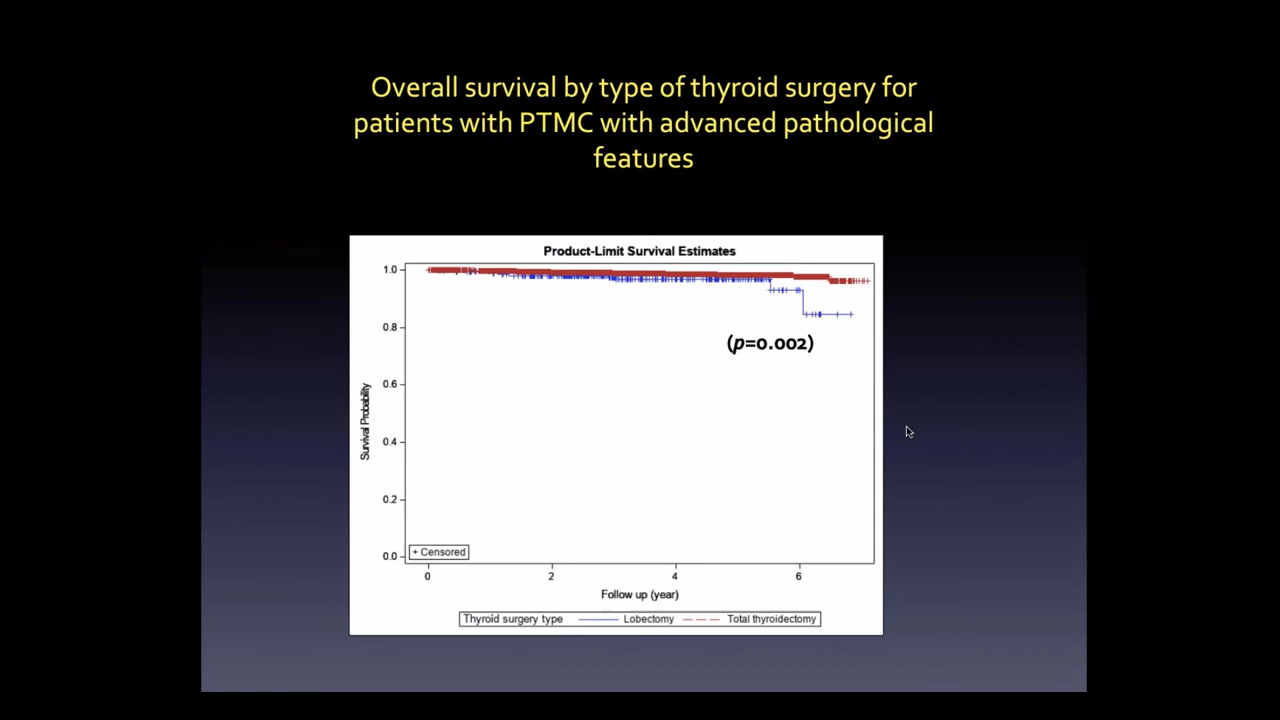 Overall survival by type of thyroid surgery for
patients with PTMC with advanced pathological
features
Product-Limit Survival Estimates
1.0
0.8
(p=0.002)
0.6
Survival Probability
0.4
0.2
+ Censored
0.0
0 2 4 6
Follow up (year)
Thyroid surgery type Lobectomy Total thyroidectomy